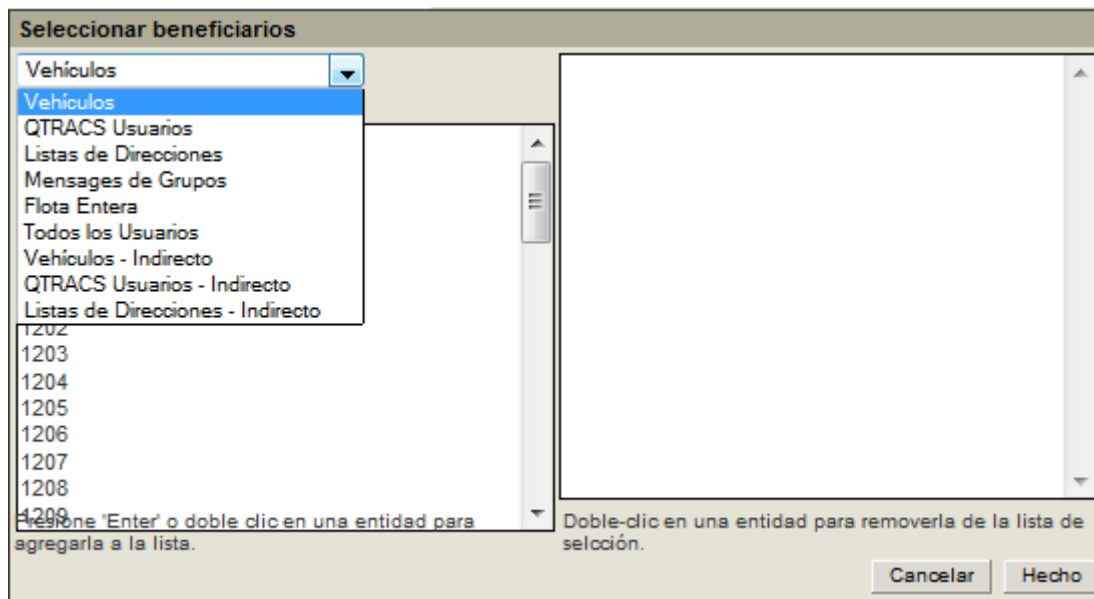 Seleccionar beneficiarios
Vehículos
Vehículos
QTRACS Usuarios
Listas de Direcciones
Mensages de Grupos
Flota Entera
Todos los Usuarios
Vehículos - Indirecto
QTRACS Usuarios - Indirecto
Listas de Direcciones - Indirecto
1202
1203
1204
1205
1206
1207
1208
1209
Presione 'Enter' o doble clic en una entidad para
agregarla a la lista.
Doble-clic en una entidad para removerla de la lista de
selcción.
Cancelar
Hecho